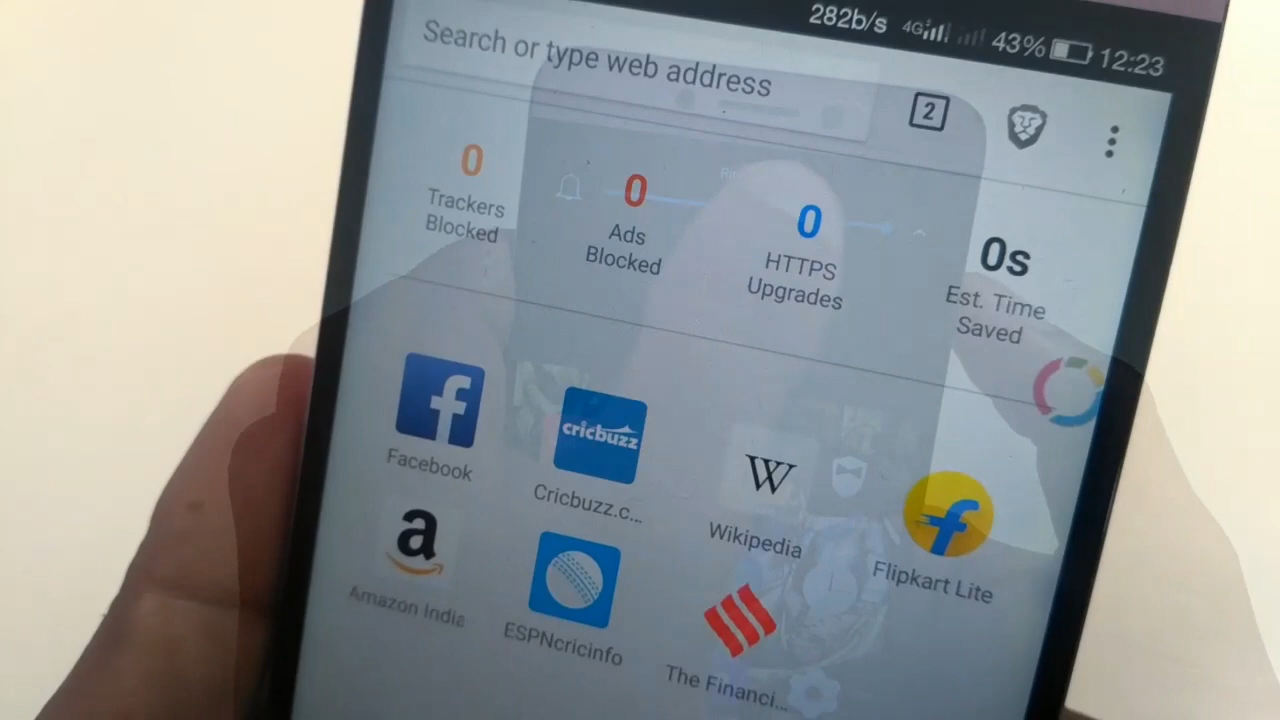 282b/s 4G 43% 12:23
Search or type web address
2
0
Trackers
Blocked
0
Ads
Blocked
0
HTTPS
Upgrades
0s
Est. Time
Saved
Facebook
cricbuzz
Cricbuzz.c...
W
Wikipedia
Flipkart Lite
a
Amazon India
ESPNcricinfo
The Financi...